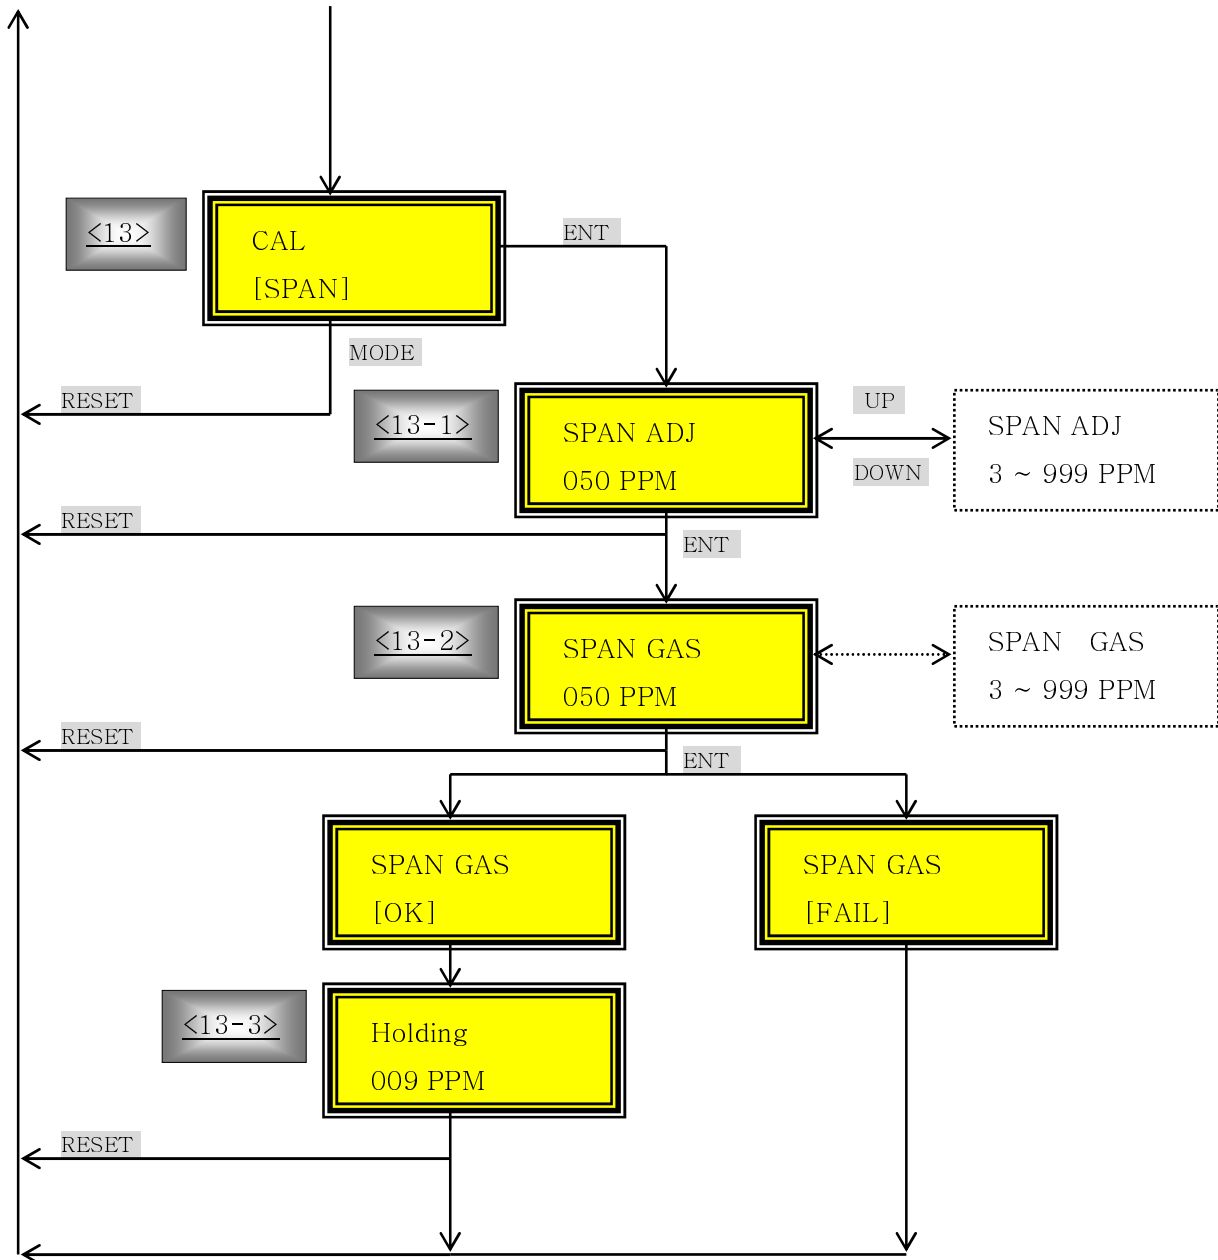 <13>
CAL
[SPAN]
ENT
MODE
RESET
<13-1>
SPAN ADJ
050 PPM
UP
DOWN
SPAN ADJ
3 ~ 999 PPM
RESET
ENT
<13-2>
SPAN GAS
050 PPM
SPAN GAS
3 ~ 999 PPM
RESET
ENT
SPAN GAS
[OK]
SPAN GAS
[FAIL]
<13-3>
Holding
009 PPM
RESET